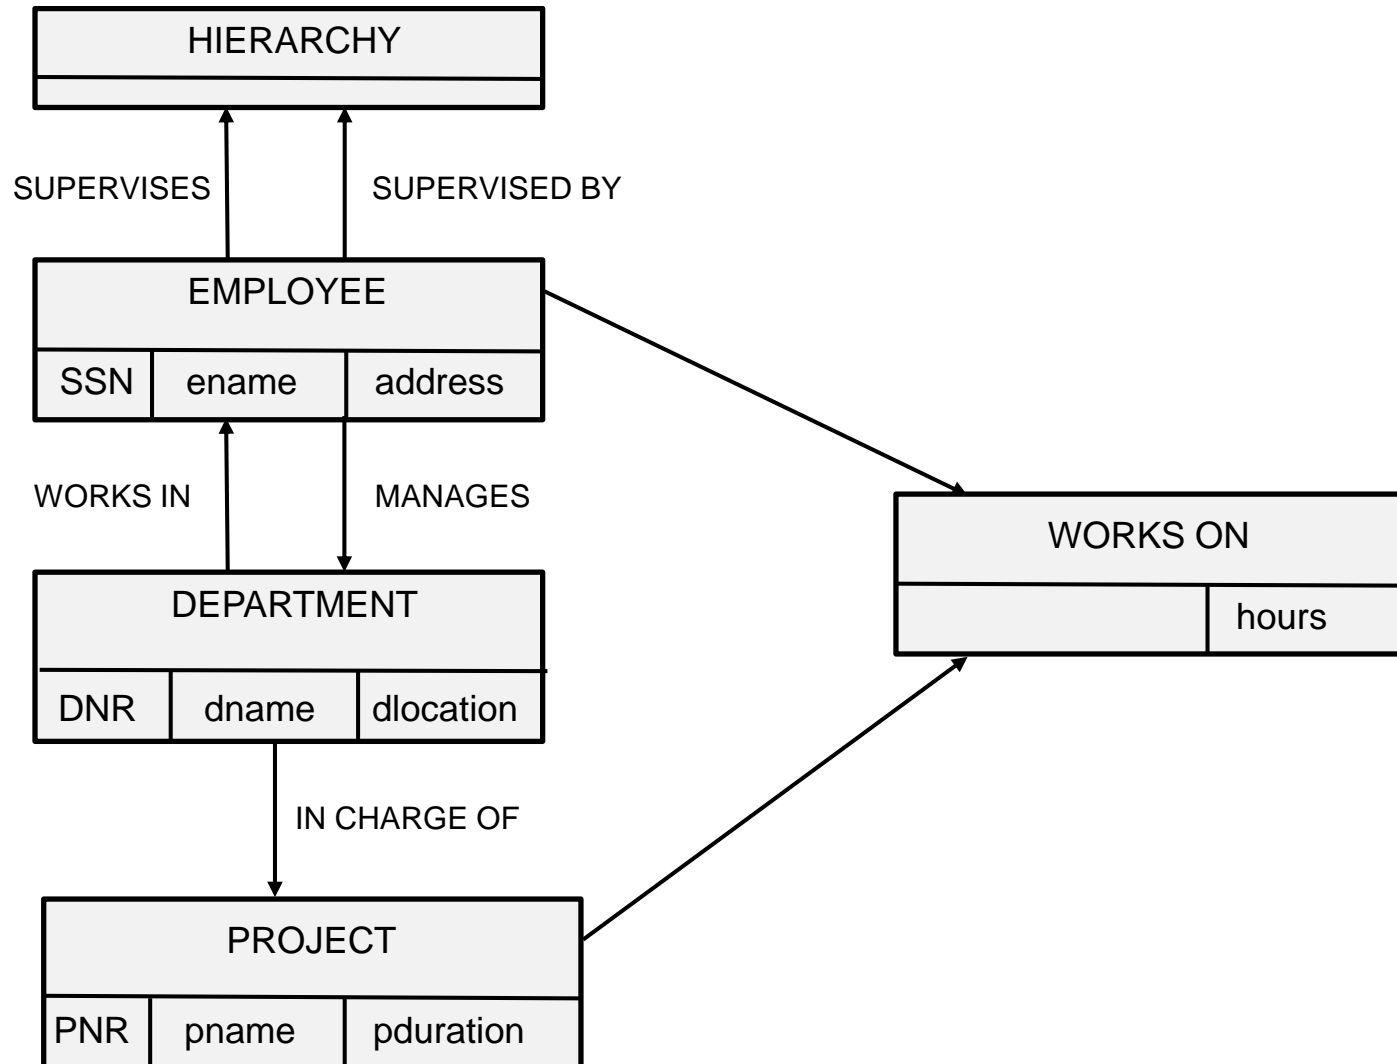 HIERARCHY
SUPERVISES SUPERVISED BY
EMPLOYEE
SSN ename address
WORKS IN MANAGES
WORKS ON
hours
DEPARTMENT
DNR dname dlocation
IN CHARGE OF
PROJECT
PNR pname pduration